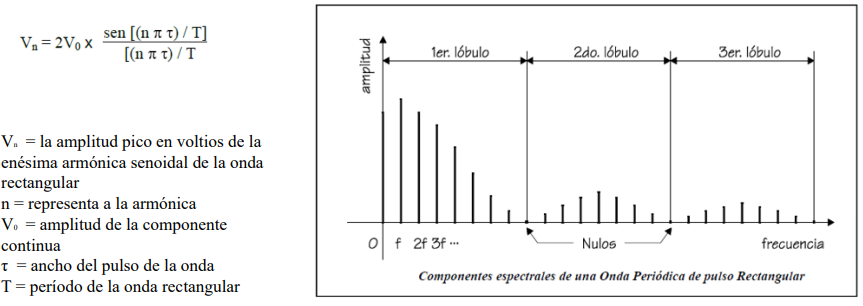 Vₙ = 2V₀ x sen [(n π τ) / T]
[(n π τ) / T
Vₙ = la amplitud pico en voltios de la
enésima armónica senoidal de la onda
rectangular
n = representa a la armónica
V₀ = amplitud de la componente
continua
τ = ancho del pulso de la onda
T = período de la onda rectangular
amplitud
1er. lóbulo
2do. lóbulo
3er. lóbulo
0 f 2f 3f ...
Nulos
frecuencia
Componentes espectrales de una Onda Periódica de pulso Rectangular